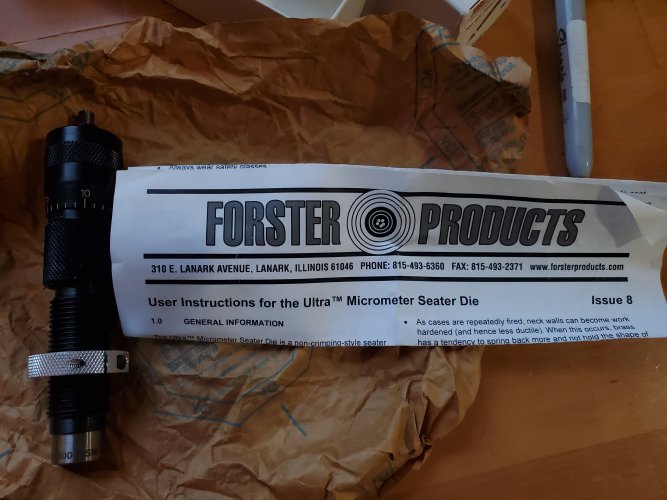 Always wear safety glasses.
FORSTER PRODUCTS
310 E. LANARK AVENUE, LANARK, ILLINOIS 61046 PHONE: 815-493-6360 FAX: 815-493-2371 www.forsterproducts.com
User Instructions for the Ultra™ Micrometer Seater Die Issue 8
1.0 GENERAL INFORMATION
The Ultra™ Micrometer Seater Die is a non-crimping-style seater
• As cases are repeatedly fired, neck walls can become work
hardened (and hence less ductile). When this occurs, brass
has a tendency to spring back more and not hold the shape of
10